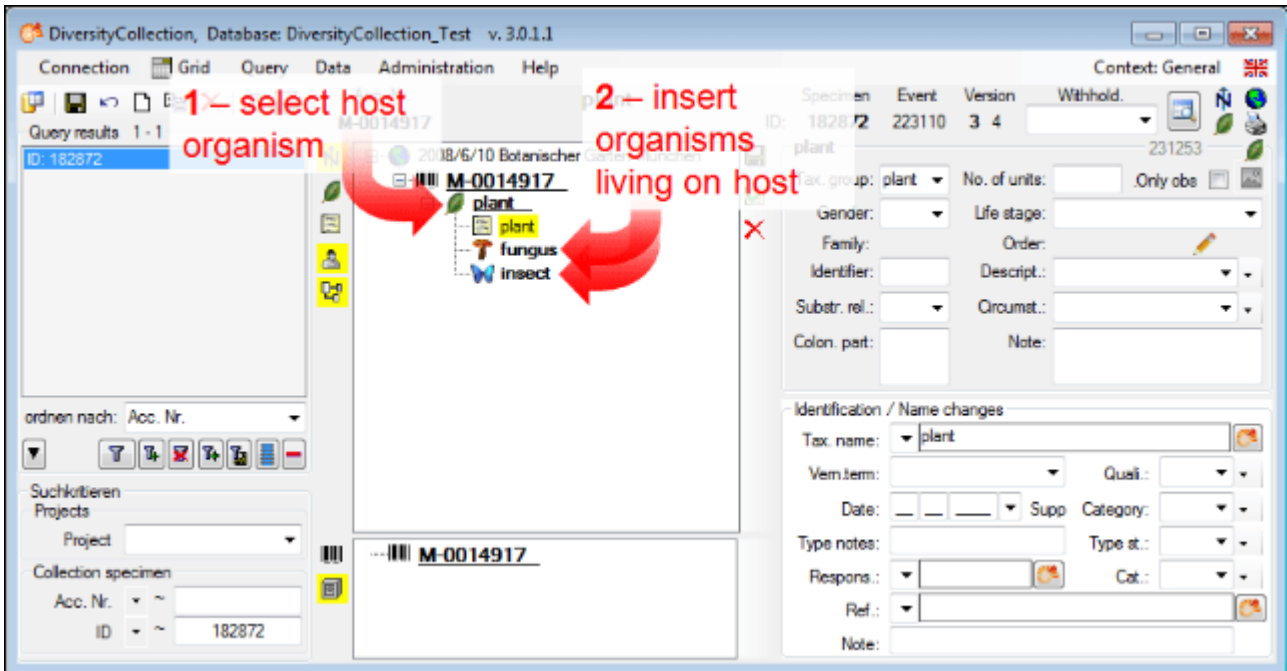 DiversityCollection, Database: DiversityCollection_Test v. 3.0.1.1
Connection Grid Query Data Administration Help Context: General
1 – select host organism
2 – insert organisms living on host
Query results 1 - 1
ID: 182872
M-0014917
plant
ID:
Specimen Event Version Withhold.
182872 223110 3 4
2008/6/10 Botanischer
M-0014917
plant
plant
fungus
insect
plant 231253
Tax. group: plant No. of units: Only obs
Gender: Life stage:
Family: Order:
Identifier: Descript.:
Substr. rel.: Circumst.:
Colon. part: Note:
ordnen nach: Acc. Nr.
Suchkritieren
Projects
Project
Collection specimen
Acc. Nr. ~
ID ~ 182872
M-0014917
Identification / Name changes
Tax. name: plant
Vern.term: Quali.:
Date: __ __ ____ Supp Category:
Type notes: Type st.:
Respons.: Cat.:
Ref.:
Note: